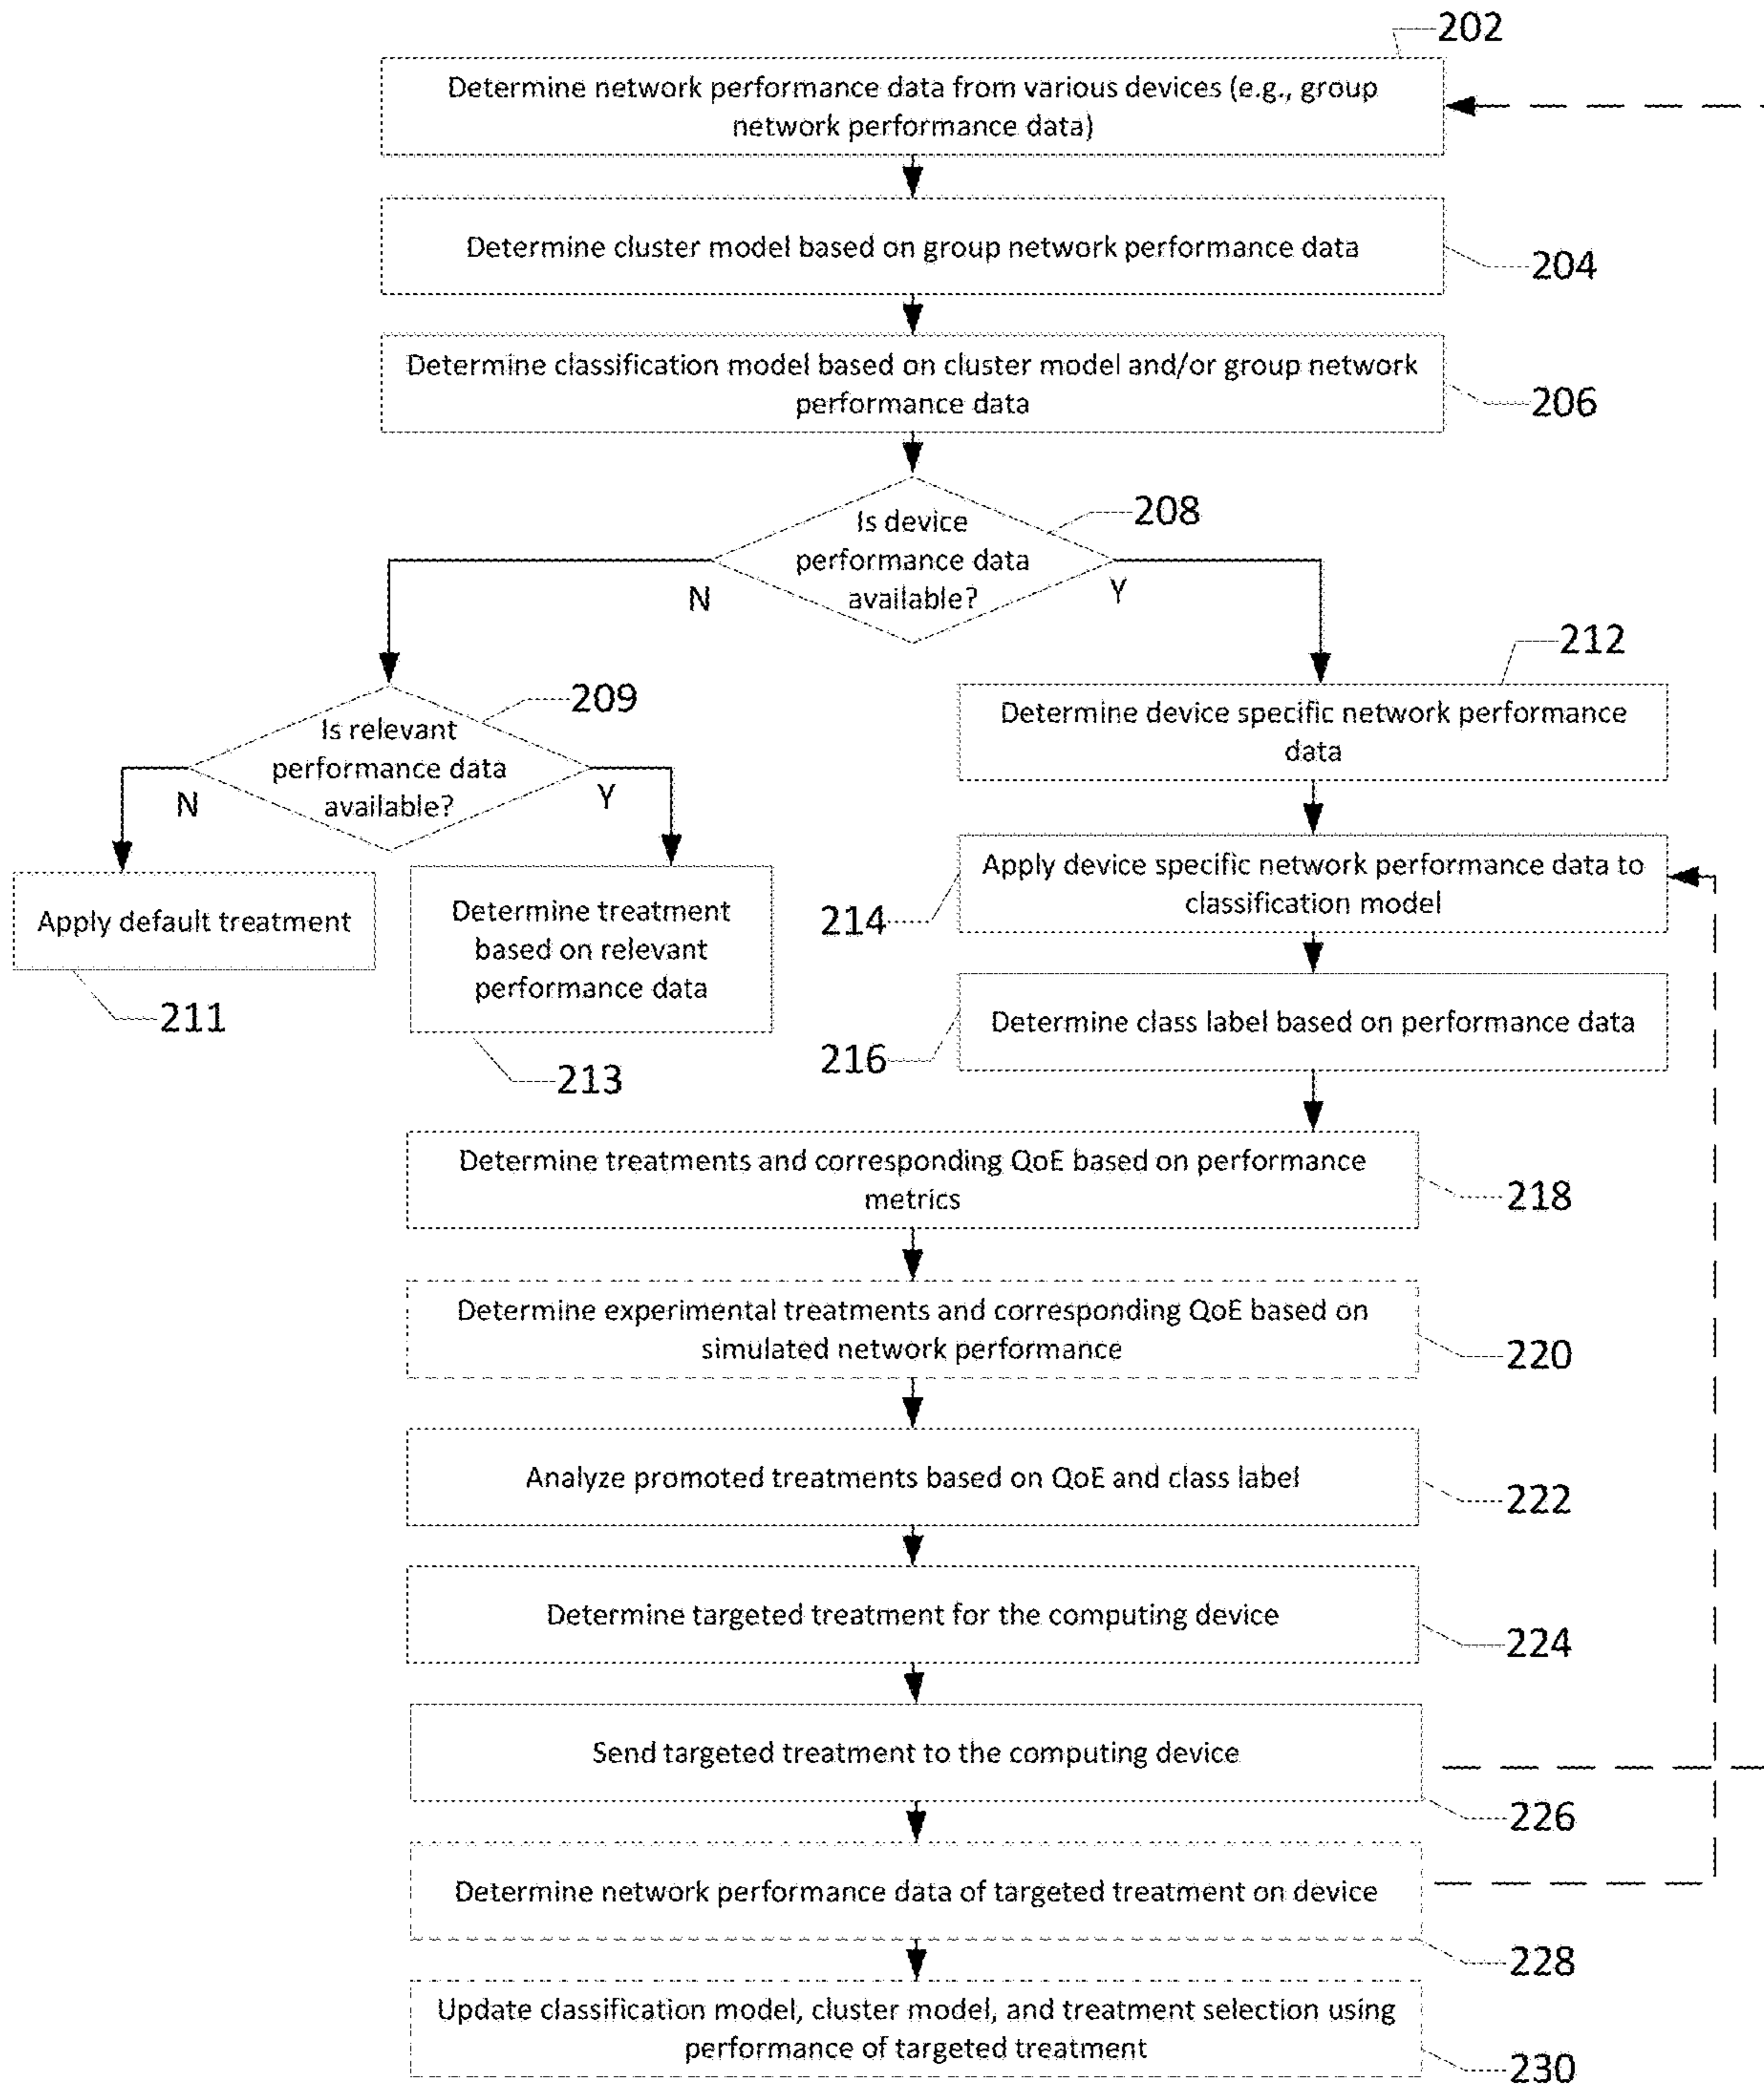 202
Determine network performance data from various devices (e.g., group
network performance data)
Determine cluster model based on group network performance data
204
Determine classification model based on cluster model and/or group network
performance data
206
Is device
performance data
available?
208
N
Y
Is relevant
performance data
available?
209
N
Y
212
Determine device specific network performance
data
Apply default treatment
211
Determine treatment
based on relevant
performance data
213
Apply device specific network performance data to
classification model
214
Determine class label based on performance data
216
Determine treatments and corresponding QoE based on performance
metrics
218
Determine experimental treatments and corresponding QoE based on
simulated network performance
220
Analyze promoted treatments based on QoE and class label
222
Determine targeted treatment for the computing device
224
Send targeted treatment to the computing device
226
Determine network performance data of targeted treatment on device
228
Update classification model, cluster model, and treatment selection using
performance of targeted treatment
230